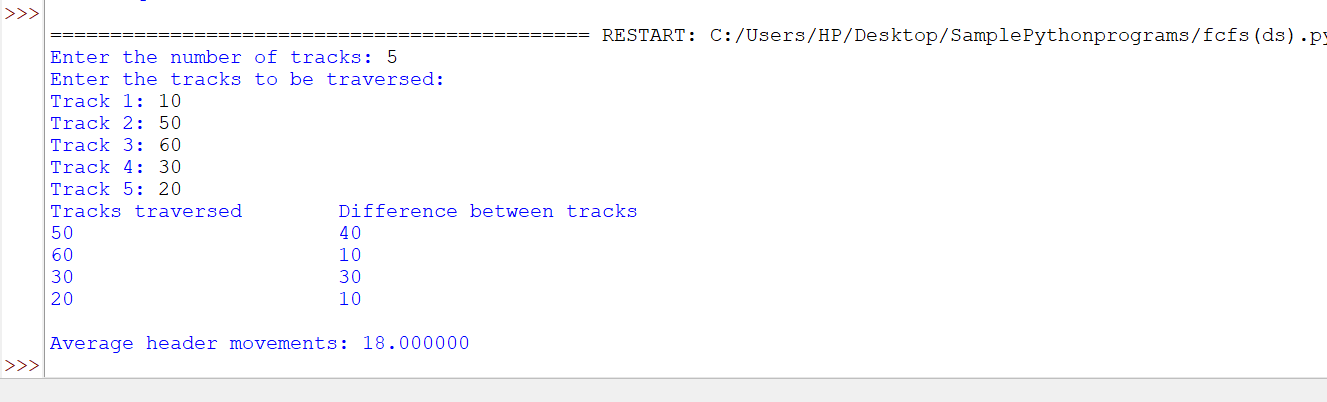 >>>
============================================= RESTART: C:/Users/HP/Desktop/SamplePythonprograms/fcfs(ds).py
Enter the number of tracks: 5
Enter the tracks to be traversed:
Track 1: 10
Track 2: 50
Track 3: 60
Track 4: 30
Track 5: 20
Tracks traversed        Difference between tracks
50                      40
60                      10
30                      30
20                      10
Average header movements: 18.000000
>>>